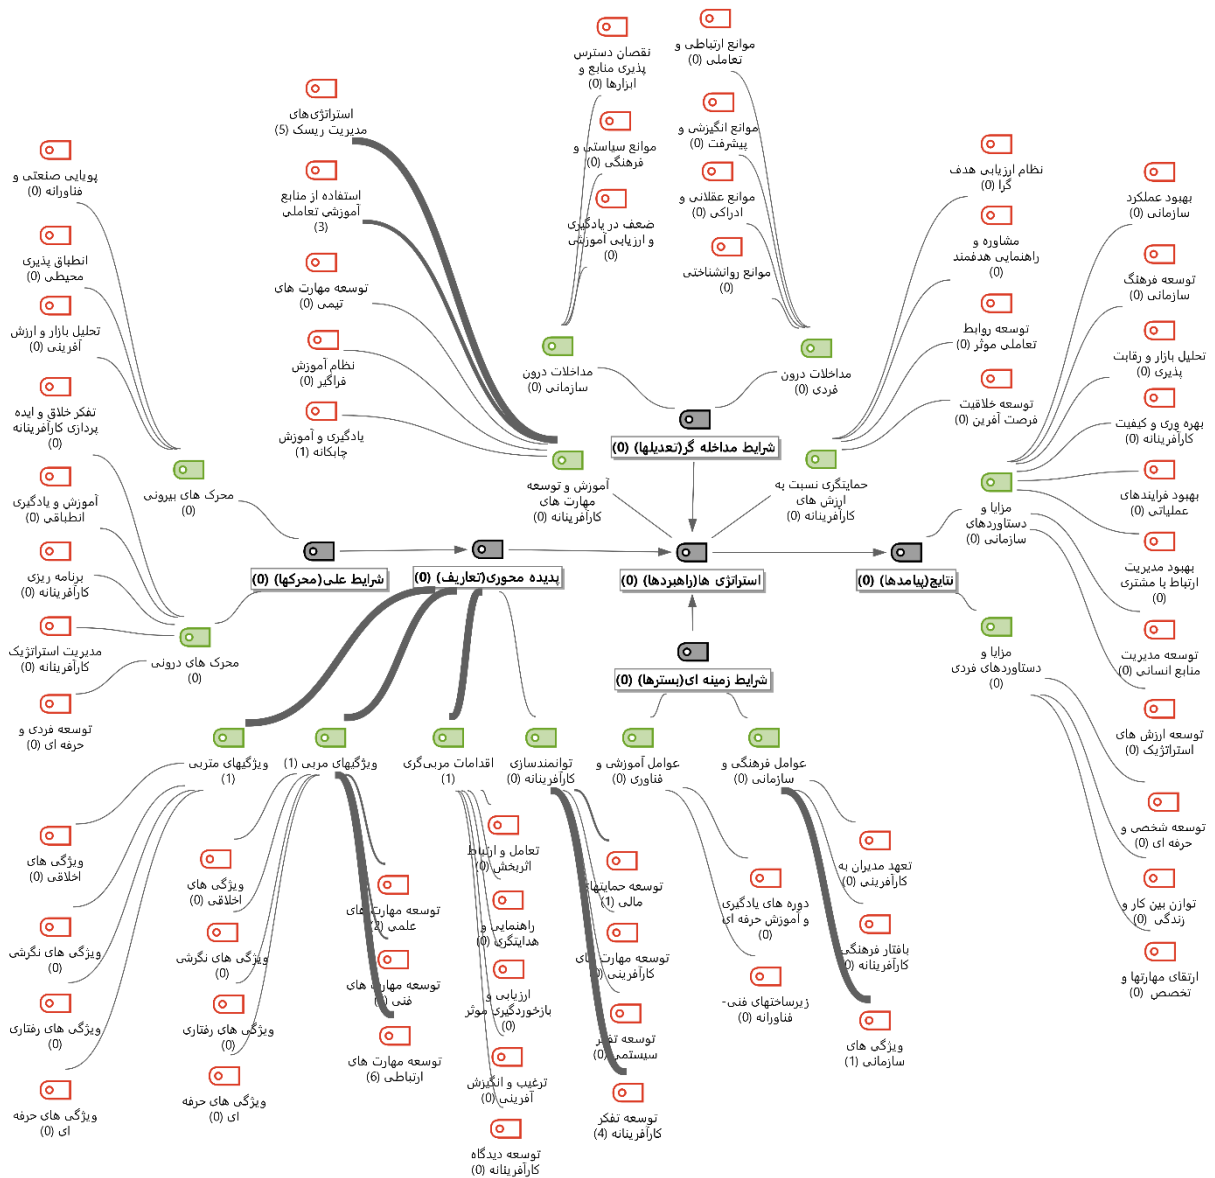 نقصان دسترس
پذیری منابع و
ابزارها (0)
موانع ارتباطی و
تعاملی (0)
استراتژی‌های
مدیریت ریسک (5)
موانع سیاستی و
فرهنگی (0)
موانع انگیزشی و
پیشرفت (0)
پویایی صنعتی و
فناورانه (0)
استفاده از منابع
آموزشی تعاملی
(3)
ضعف در یادگیری
و ارزیابی آموزشی
(0)
موانع عقلانی و
ادراکی (0)
موانع روانشناختی
(0)
نظام ارزیابی هدف
گرا (0)
بهبود عملکرد
سازمانی (0)
انطباق پذیری
محیطی (0)
توسعه مهارت های
تیمی (0)
مشاوره و
راهنمایی هدفمند
(0)
توسعه فرهنگ
سازمانی (0)
تحلیل بازار و ارزش
آفرینی (0)
نظام آموزش
فراگیر (0)
توسعه روابط
تعاملی موثر (0)
تحلیل بازار و رقابت
پذیری (0)
تفکر خلاق و ایده
پردازی کارآفرینانه
(0)
یادگیری و آموزش
چابکانه (1)
مداخلات درون
سازمانی (0)
مداخلات درون
فردی (0)
توسعه خلاقیت
فرصت آفرین (0)
بهره وری و کیفیت
کارآفرینانه (0)
شرایط مداخله گر(تعدیلها) (0)
آموزش و یادگیری
انطباقی (0)
محرک های بیرونی
(0)
آموزش و توسعه
مهارت های
کارآفرینانه (0)
حمایتگری نسبت به
ارزش های
کارآفرینانه (0)
مزایا و
دستاوردهای
سازمانی (0)
بهبود فرایندهای
عملیاتی (0)
برنامه ریزی
کارآفرینانه (0)
شرایط علی(محرکها) (0)
پدیده محوری(تعاریف) (0)
استراتژی ها(راهبردها) (0)
نتایج(پیامدها) (0)
بهبود مدیریت
ارتباط با مشتری
(0)
مدیریت استراتژیک
کارآفرینانه (0)
محرک های درونی
(0)
شرایط زمینه ای(بسترها) (0)
مزایا و
دستاوردهای فردی
(0)
توسعه مدیریت
منابع انسانی (0)
توسعه فردی و
حرفه ای (0)
توسعه ارزش های
استراتژیک (0)
ویژگیهای متربی
(1)
ویژگیهای مربی (1)
اقدامات مربی‌گری
(1)
توانمندسازی
کارآفرینانه (0)
عوامل آموزشی و
فناوری (0)
عوامل فرهنگی و
سازمانی (0)
توسعه شخصی و
حرفه ای (0)
ویژگی های
اخلاقی (0)
ویژگی های
اخلاقی (0)
تعامل و ارتباط
اثربخش (0)
توسعه حمایتهای
مالی (1)
تعهد مدیران به
کارآفرینی (0)
توسعه مهارت های
علمی (2)
دوره های یادگیری
و آموزش حرفه ای
(0)
توازن بین کار و
زندگی (0)
ویژگی های نگرشی
(0)
ویژگی های نگرشی
(0)
راهنمایی و
هدایتگری (0)
توسعه مهارت های
کارآفرینی (0)
بافتار فرهنگی
کارآفرینانه (0)
توسعه مهارت های
فنی
ارزیابی و
بازخوردگیری موثر
(0)
زیرساختهای فنی-
فناورانه (0)
ارتقای مهارتها و
تخصص (0)
ویژگی های رفتاری
(0)
ویژگی های رفتاری
(0)
توسعه مهارت های
ارتباطی (6)
توسعه تفکر
سیستمی (0)
ویژگی های
سازمانی (1)
ویژگی های حرفه
ای (0)
ویژگی های حرفه
ای (0)
ترغیب و انگیزش
آفرینی (0)
توسعه تفکر
کارآفرینانه (4)
توسعه دیدگاه
کارآفرینانه (0)